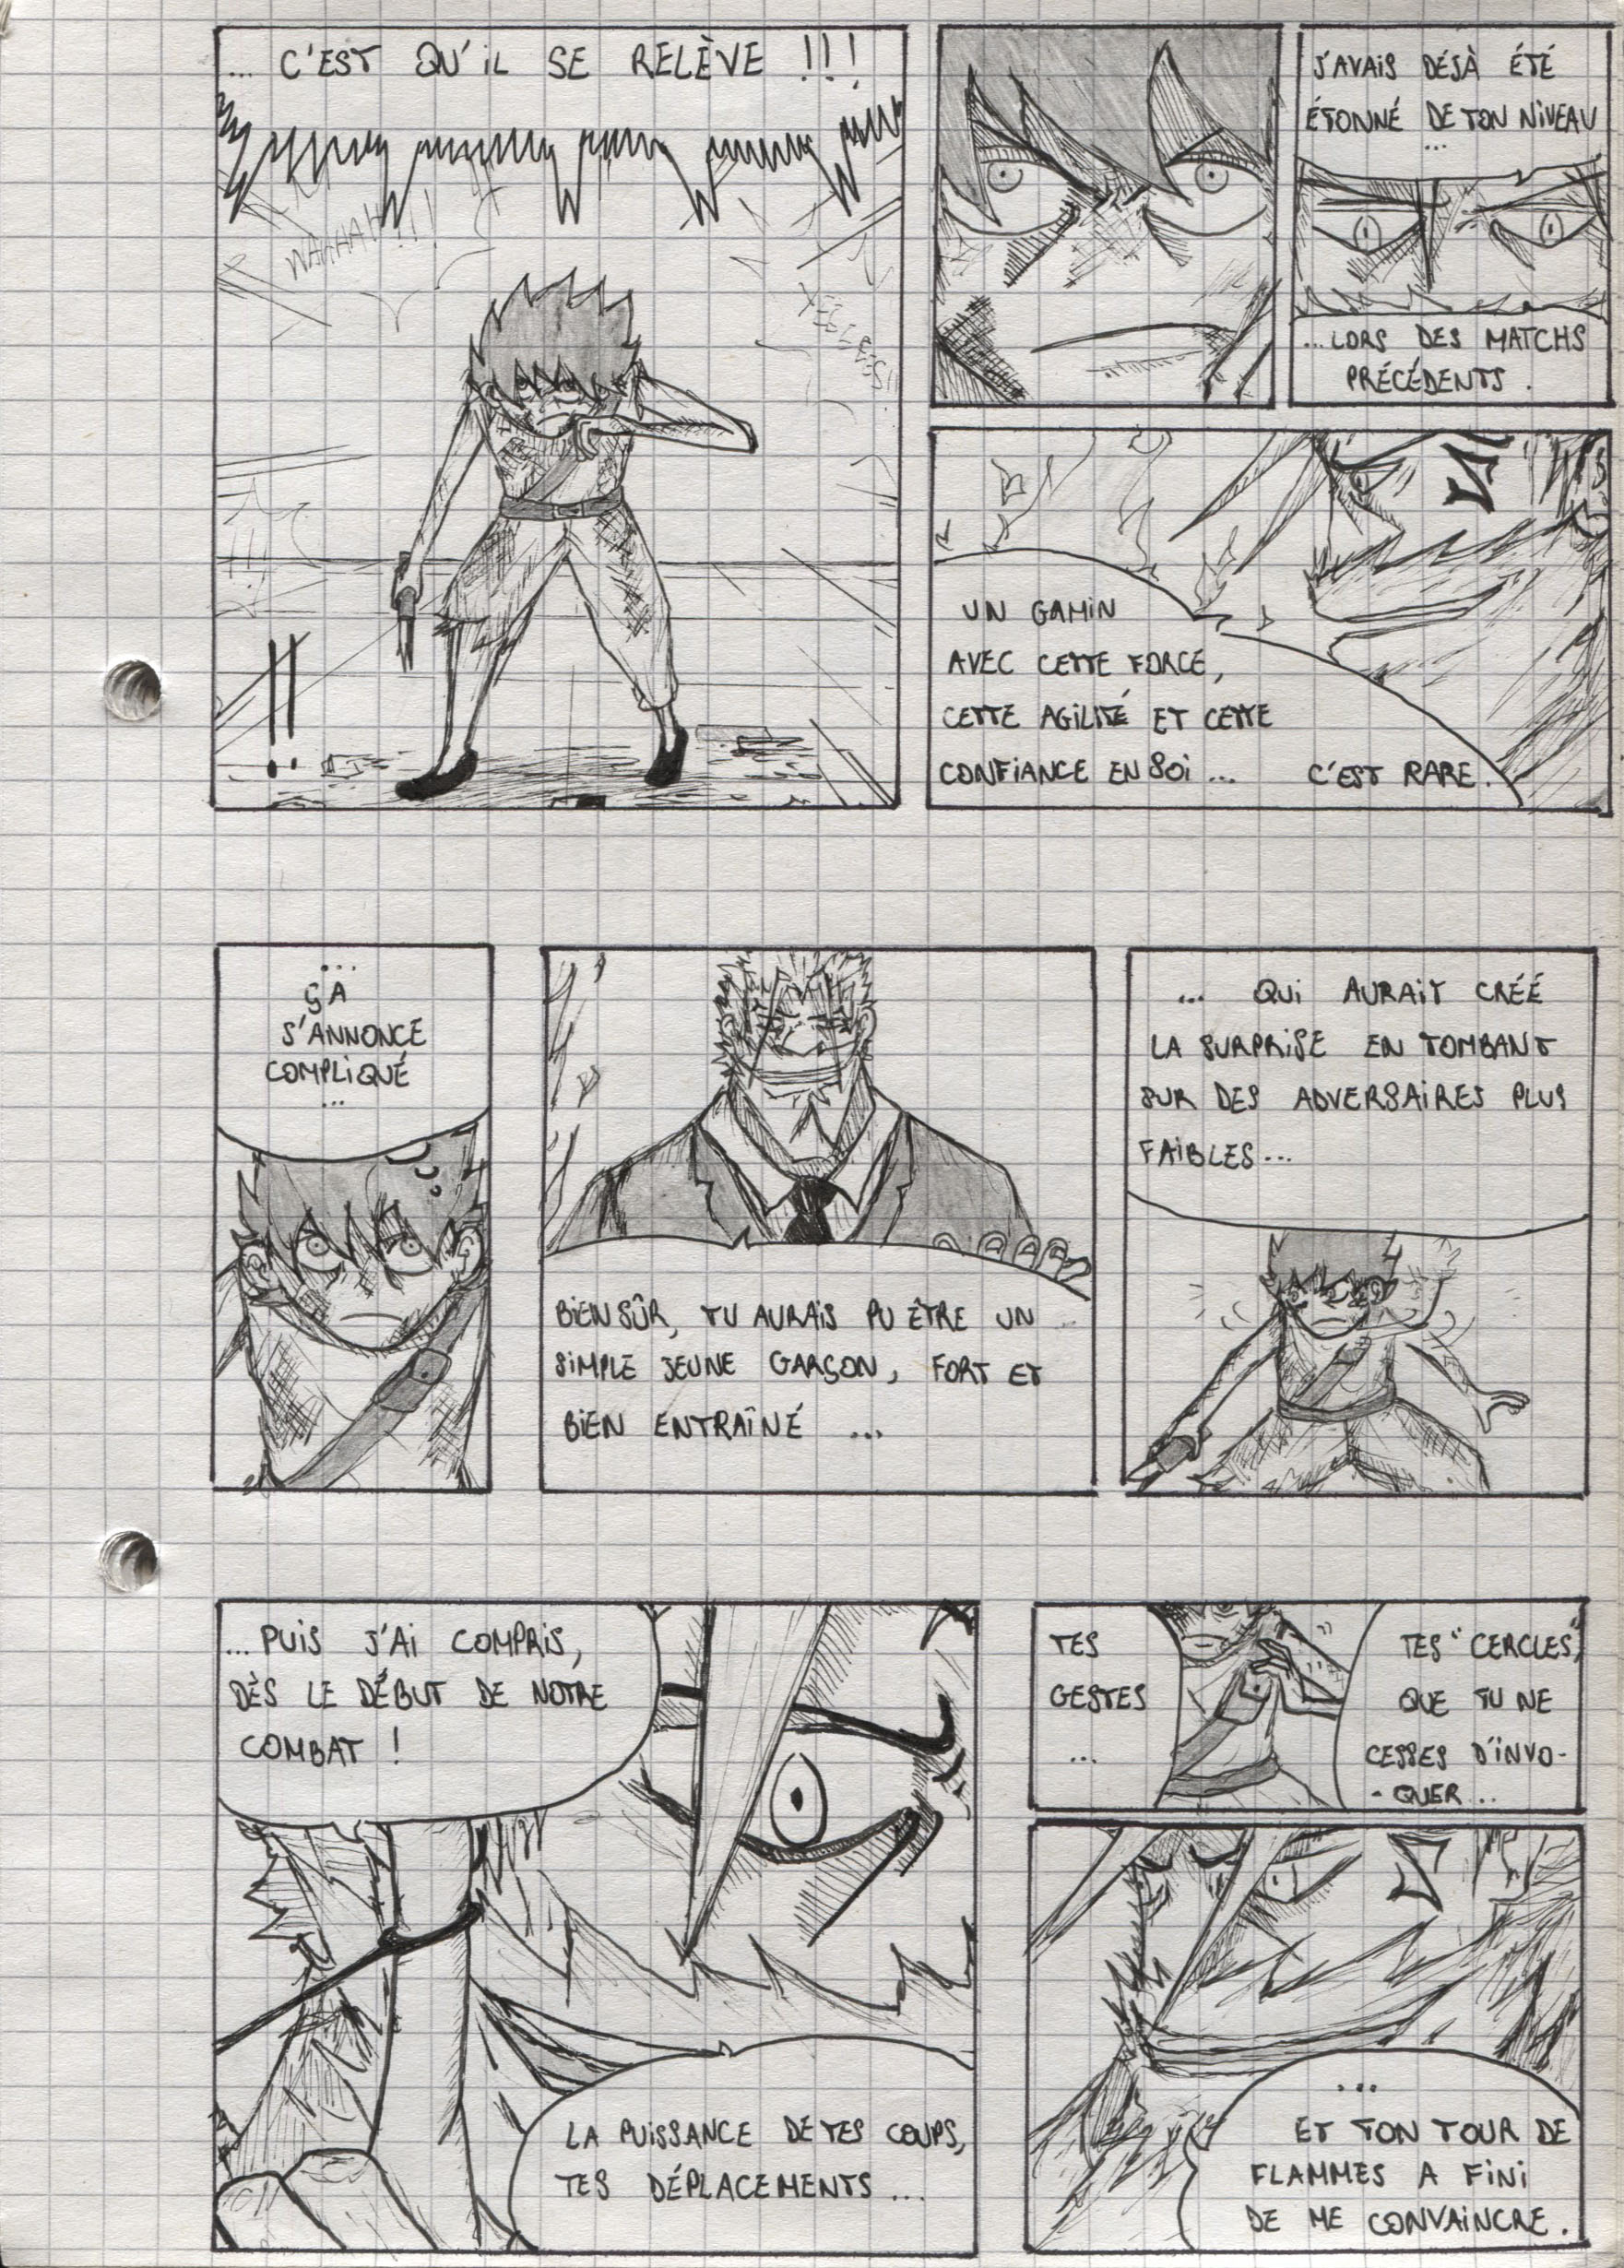 ... C'EST QU'IL SE RELÈVE !!!
WAHHAH!!!
YESSSES!!
!!
J'AVAIS DÉJÀ ÉTÉ
ÉTONNÉ DE TON NIVEAU
...
...LORS DES MATCHS
PRÉCÉDENTS.
UN GAMIN
AVEC CETTE FORCE,
CETTE AGILITÉ ET CETTE
CONFIANCE EN SOI ...
C'EST RARE.
...
ÇA
S'ANNONCE
COMPLIQUÉ
...
BIEN SÛR, TU AURAIS PU ÊTRE UN
SIMPLE JEUNE GARÇON, FORT ET
BIEN ENTRAÎNÉ ...
... QUI AURAIT CRÉÉ
LA SURPRISE EN TOMBANT
SUR DES ADVERSAIRES PLUS
FAIBLES...
...PUIS J'AI COMPRIS,
DÈS LE DÉBUT DE NOTRE
COMBAT !
LA PUISSANCE DE TES COUPS,
TES DÉPLACEMENTS ...
TES
GESTES
...
TES "CERCLES",
QUE TU NE
CESSES D'INVO-
-QUER...
...
ET TON TOUR DE
FLAMMES A FINI
DE ME CONVAINCRE.